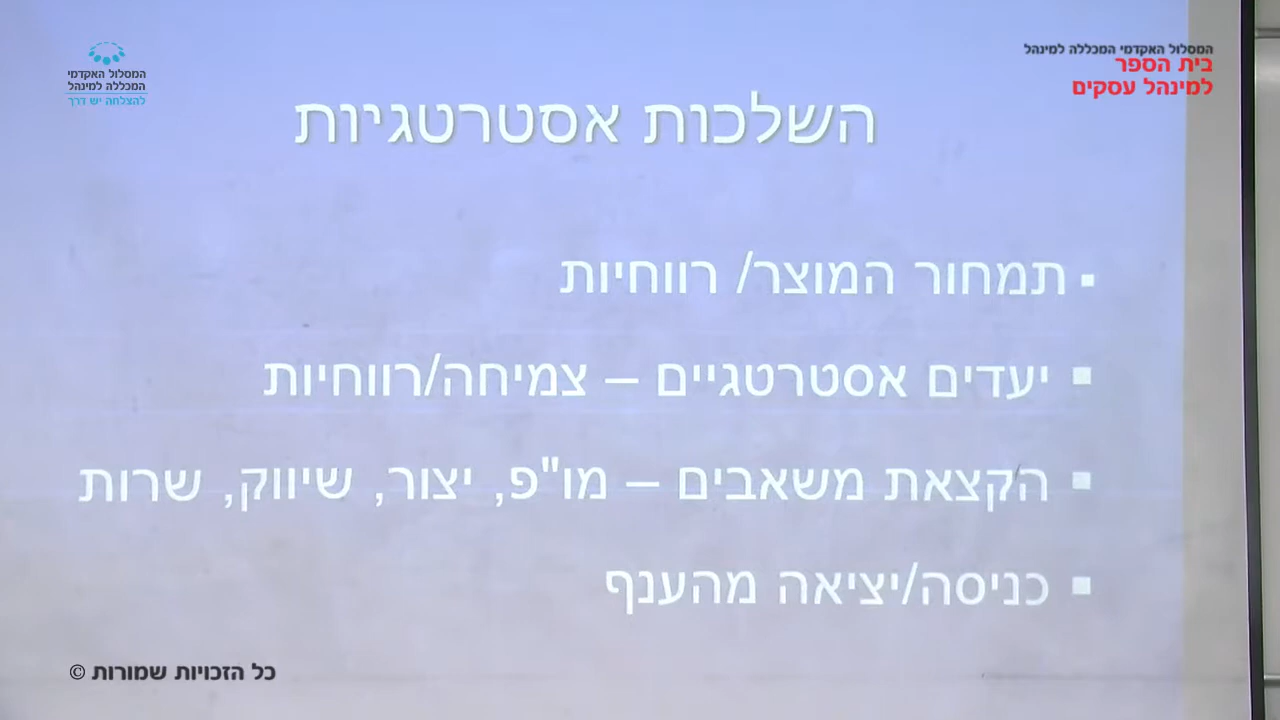 המסלול האקדמי המכללה למינהל
בית הספר
למינהל עסקים
המסלול האקדמי
המכללה למינהל
להצלחה יש דרך
השלכות אסטרטגיות
▪ תמחור המוצר/ רווחיות
▪ יעדים אסטרטגיים – צמיחה/רווחיות
▪ הקצאת משאבים – מו"פ, יצור, שיווק, שרות
▪ כניסה/יציאה מהענף
כל הזכויות שמורות ©